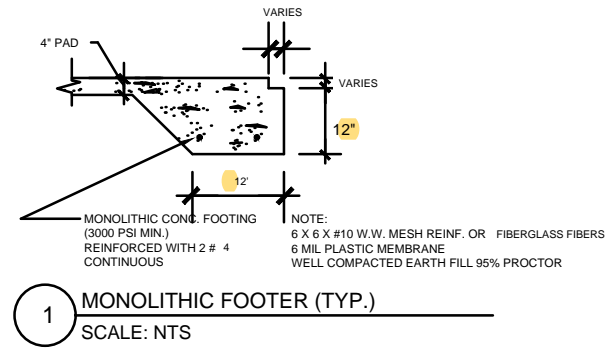 VARIES
4" PAD
VARIES
12"
12'
MONOLITHIC CONC. FOOTING
(3000 PSI MIN.)
REINFORCED WITH 2 # 4
CONTINUOUS
NOTE:
6 X 6 X #10 W.W. MESH REINF. OR FIBERGLASS FIBERS
6 MIL PLASTIC MEMBRANE
WELL COMPACTED EARTH FILL 95% PROCTOR
1
MONOLITHIC FOOTER (TYP.)
SCALE: NTS